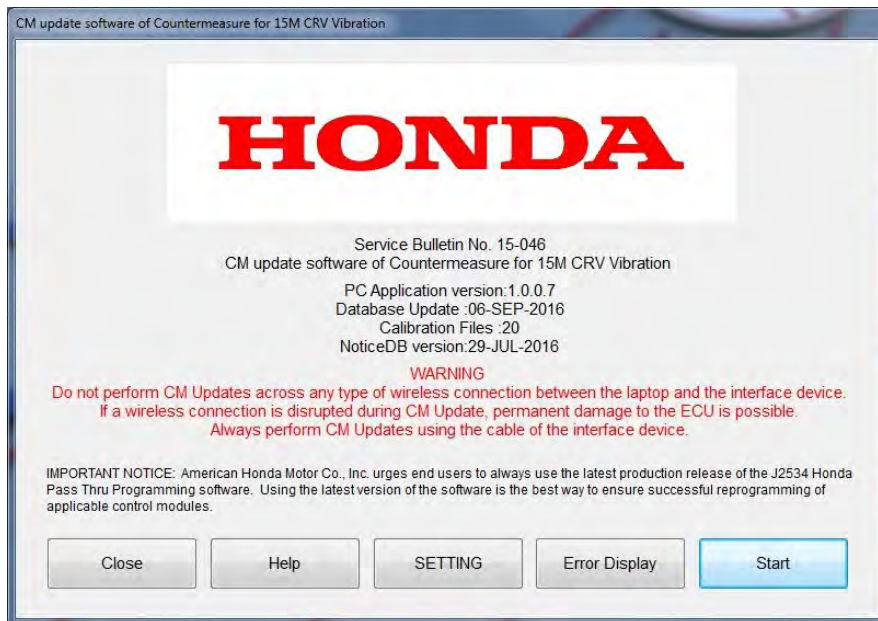 CM update software of Countermeasure for 15M CRV Vibration
HONDA
Service Bulletin No. 15-046
CM update software of Countermeasure for 15M CRV Vibration
PC Application version:1.0.0.7
Database Update :06-SEP-2016
Calibration Files :20
NoticeDB version:29-JUL-2016
WARNING
Do not perform CM Updates across any type of wireless connection between the laptop and the interface device.
If a wireless connection is disrupted during CM Update, permanent damage to the ECU is possible.
Always perform CM Updates using the cable of the interface device.
IMPORTANT NOTICE: American Honda Motor Co., Inc. urges end users to always use the latest production release of the J2534 Honda
Pass Thru Programming software. Using the latest version of the software is the best way to ensure successful reprogramming of
applicable control modules.
Close Help SETTING Error Display Start